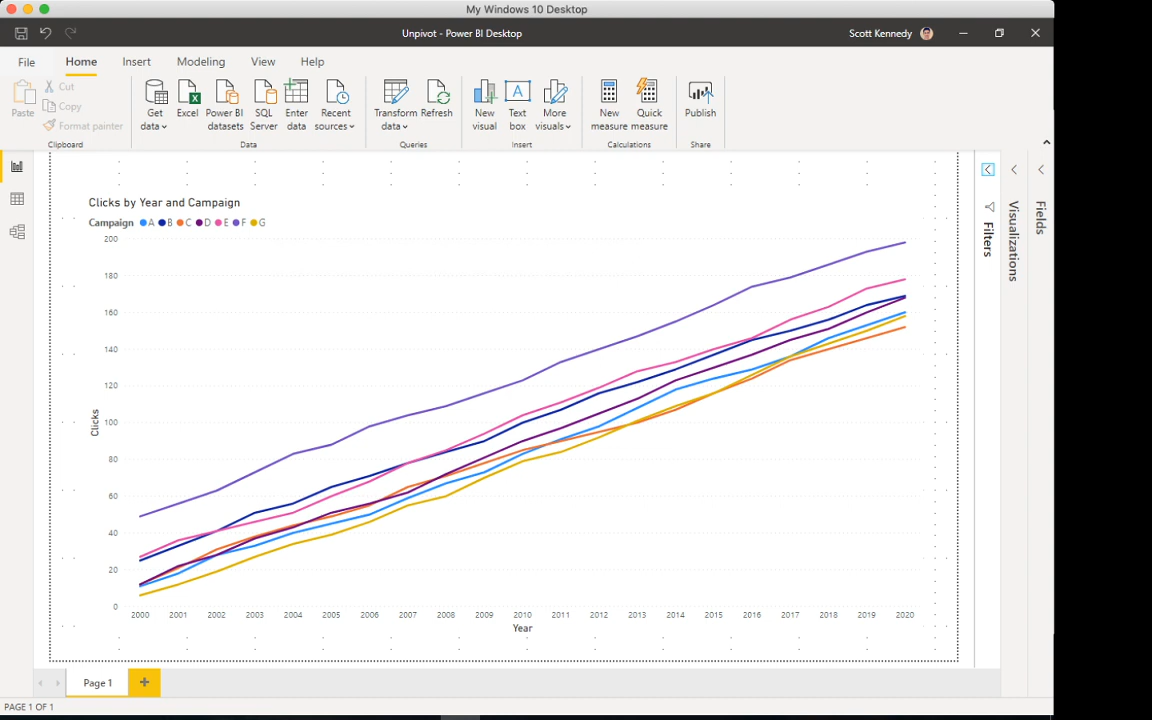 My Windows 10 Desktop
Unpivot - Power BI Desktop
Scott Kennedy
File Home Insert Modeling View Help
Paste
Cut
Copy
Format painter
Get data
Excel
Power BI datasets
SQL Server
Enter data
Recent sources
Transform data
Refresh
New visual
A
Text box
More visuals
New measure
Quick measure
Publish
Clipboard
Data
Queries
Insert
Calculations
Share
Clicks by Year and Campaign
Campaign A B C D E F G
200
180
160
140
120
100
80
60
40
20
0
Clicks
2000 2001 2002 2003 2004 2005 2006 2007 2008 2009 2010 2011 2012 2013 2014 2015 2016 2017 2018 2019 2020
Year
Filters
Visualizations
Fields
Page 1
PAGE 1 OF 1